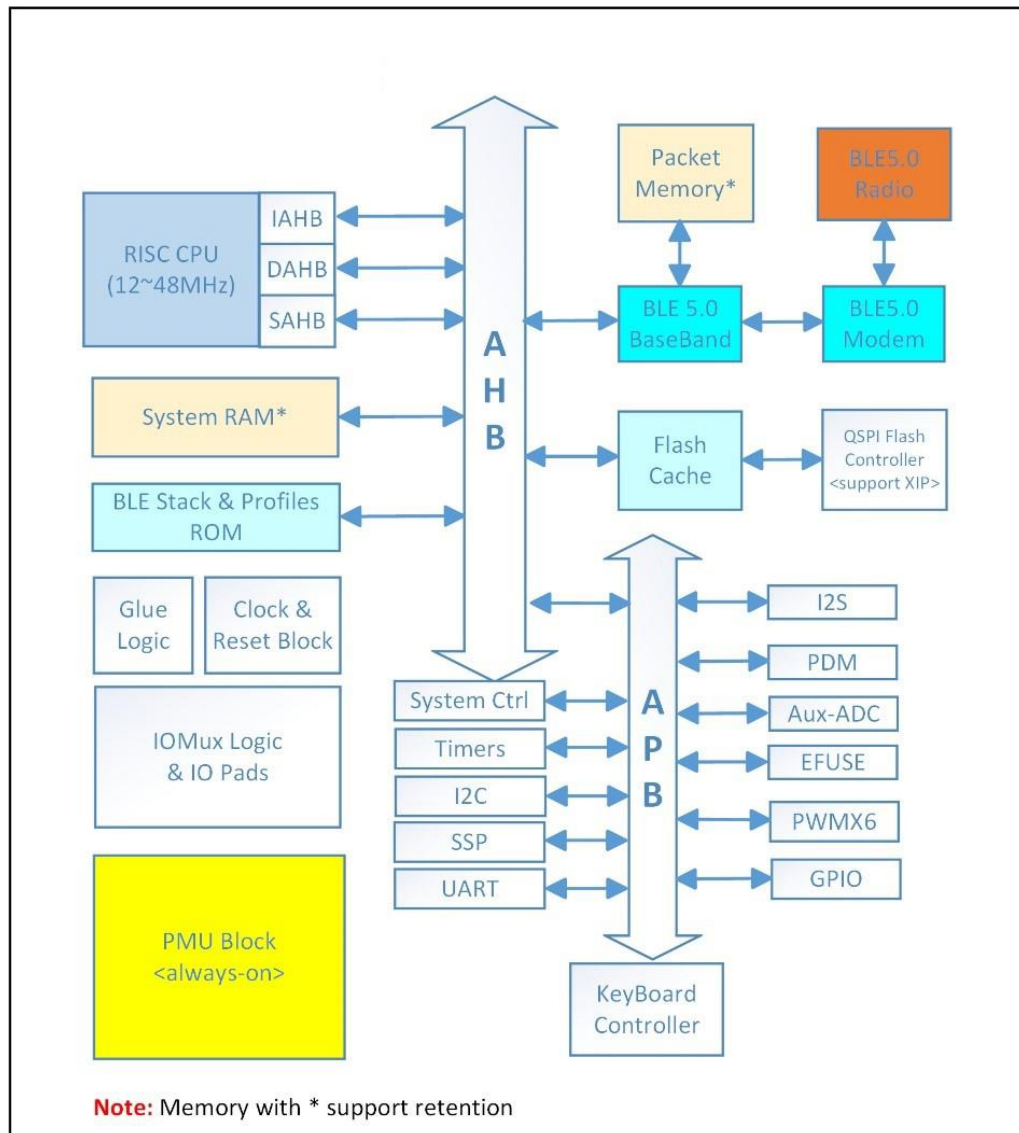 Packet
Memory*
BLE5.0
Radio
RISC CPU
(12~48MHz)
IAHB
DAHB
SAHB
A
H
B
BLE 5.0
BaseBand
BLE5.0
Modem
System RAM*
Flash
Cache
QSPI Flash
Controller
<support XIP>
BLE Stack & Profiles
ROM
Glue
Logic
Clock &
Reset Block
I2S
PDM
System Ctrl
Aux-ADC
IOMux Logic
& IO Pads
Timers
A
P
B
EFUSE
I2C
PWMX6
SSP
UART
GPIO
PMU Block
<always-on>
KeyBoard
Controller
Note: Memory with * support retention